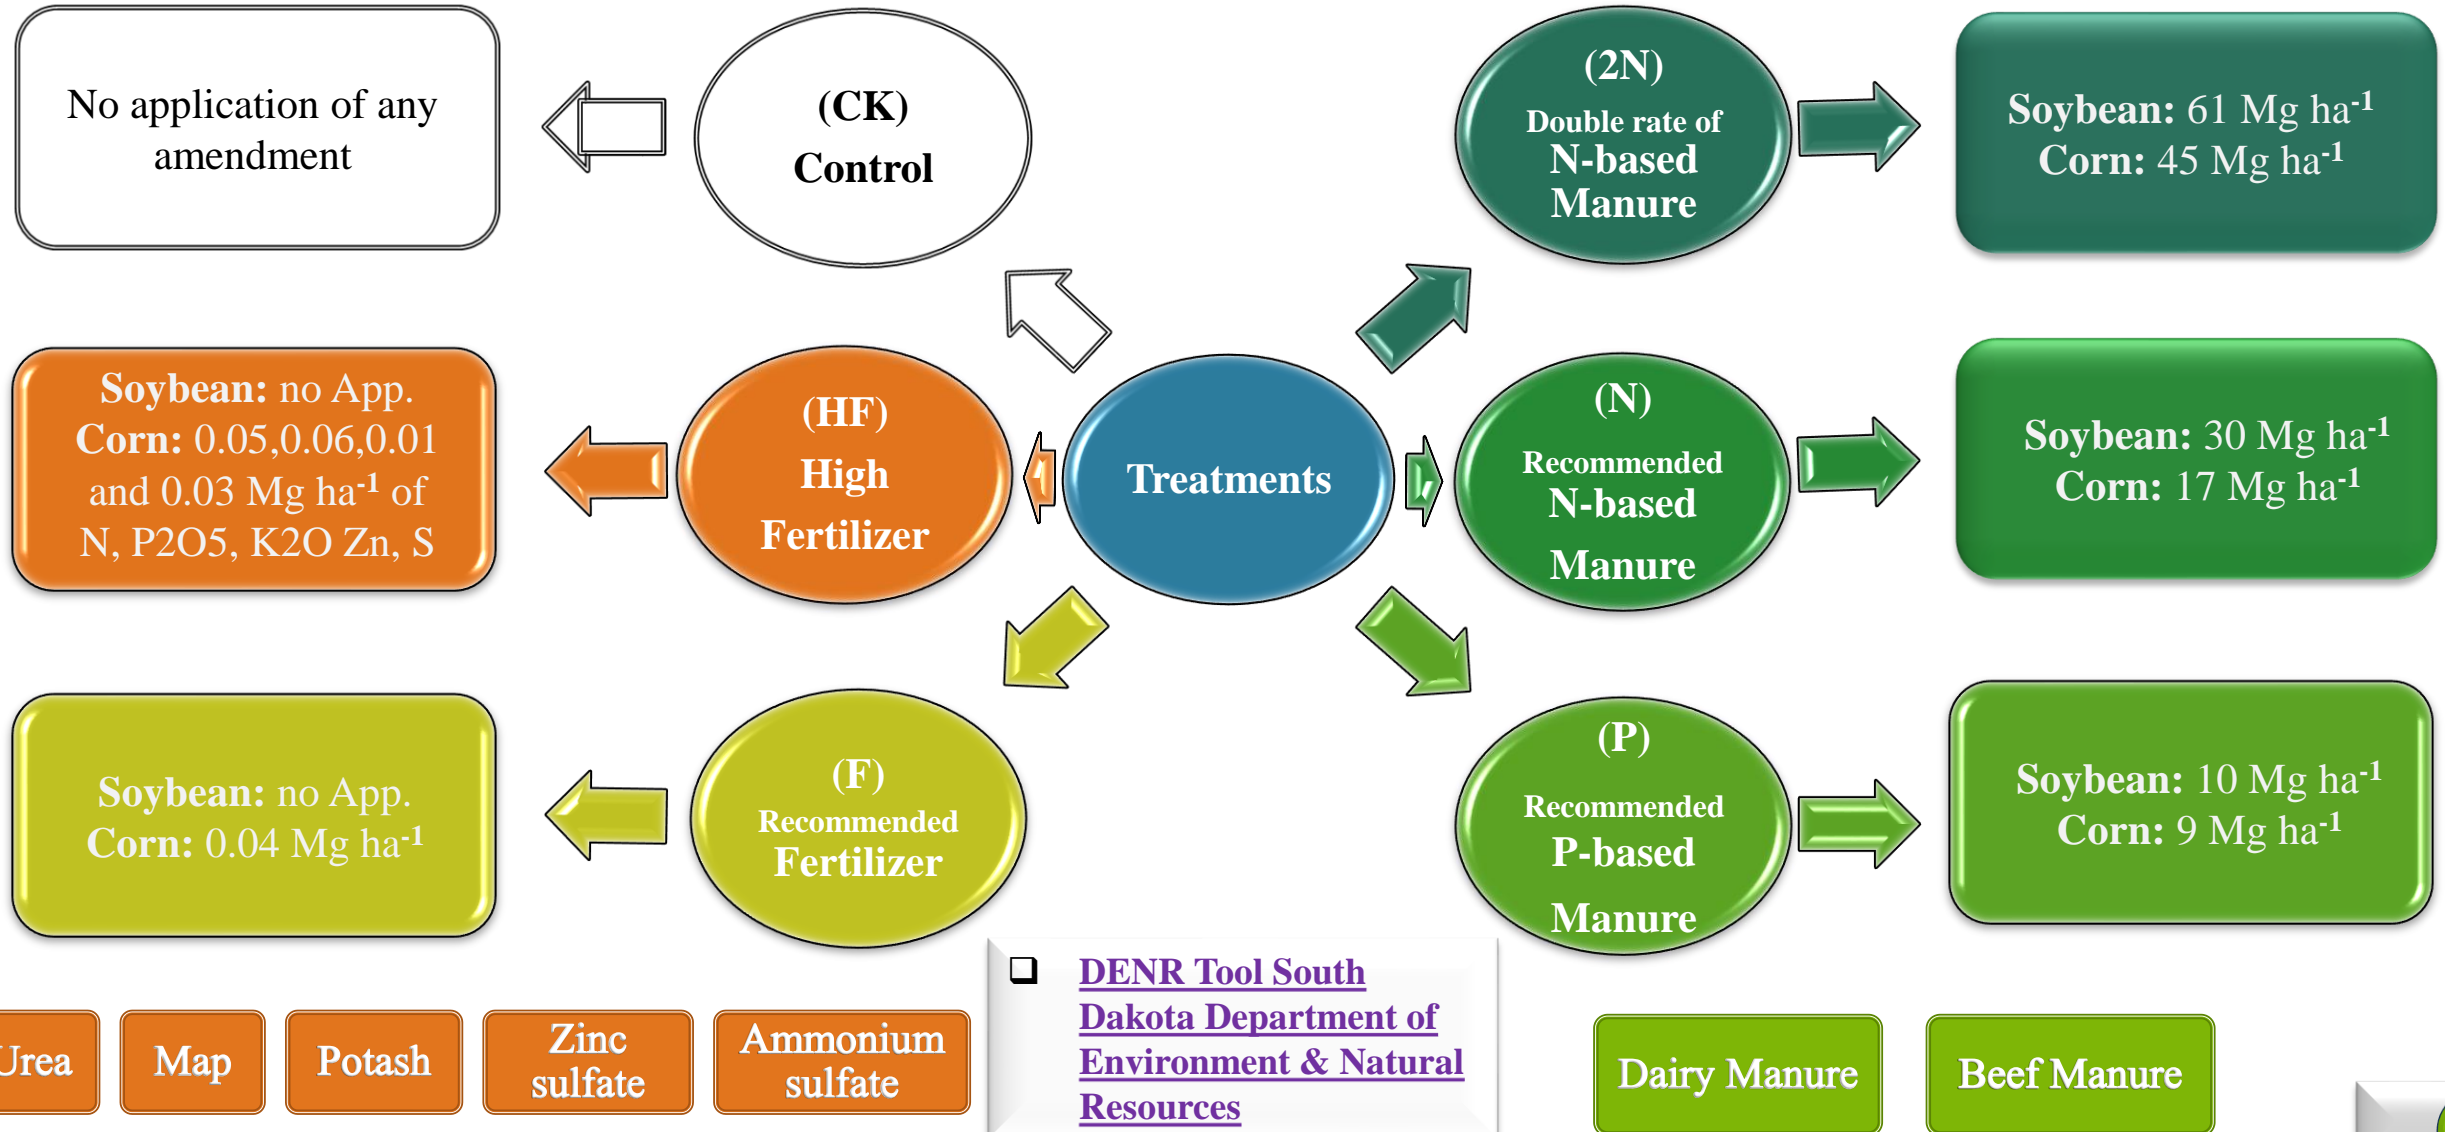 No application of any
amendment
(CK)
Control
(2N)
Double rate of
N-based
Manure
Soybean: 61 Mg ha-1
Corn: 45 Mg ha-1
Soybean: no App.
Corn: 0.05,0.06,0.01
and 0.03 Mg ha-1 of
N, P2O5, K2O Zn, S
(HF)
High
Fertilizer
Treatments
(N)
Recommended
N-based
Manure
Soybean: 30 Mg ha-1
Corn: 17 Mg ha-1
Soybean: no App.
Corn: 0.04 Mg ha-1
(F)
Recommended
Fertilizer
(P)
Recommended
P-based
Manure
Soybean: 10 Mg ha-1
Corn: 9 Mg ha-1
Urea
Map
Potash
Zinc
sulfate
Ammonium
sulfate
DENR Tool South
Dakota Department of
Environment & Natural
Resources
Dairy Manure
Beef Manure